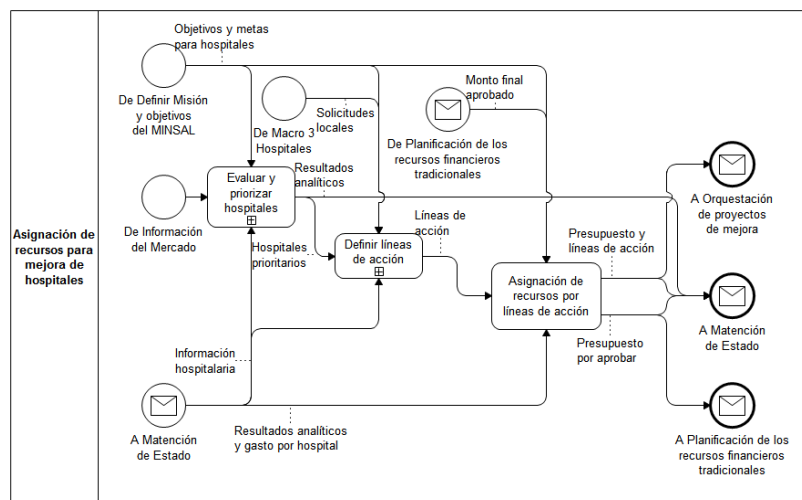 Asignación de
recursos para
mejora de
hospitales
Objetivos y metas
para hospitales
De Definir Misión
y objetivos
del MINSAL
Solicitudes
locales
De Macro 3
Hospitales
Monto final
aprobado
De Planificación de los
recursos financieros
tradicionales
Evaluar y
priorizar
hospitales
Resultados
analíticos
De Información
del Mercado
Hospitales
prioritarios
Definir líneas
de acción
Líneas de
acción
Asignación de
recursos por
líneas de acción
Presupuesto y
líneas de acción
A Orquestación
de proyectos
de mejora
Presupuesto
por aprobar
A Matención
de Estado
Información
hospitalaria
A Matención
de Estado
Resultados analíticos
y gasto por hospital
A Planificación de los
recursos financieros
tradicionales